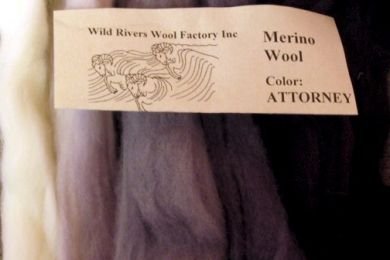 Wild Rivers Wool Factory Inc
Merino
Wool
Color:
ATTORNEY